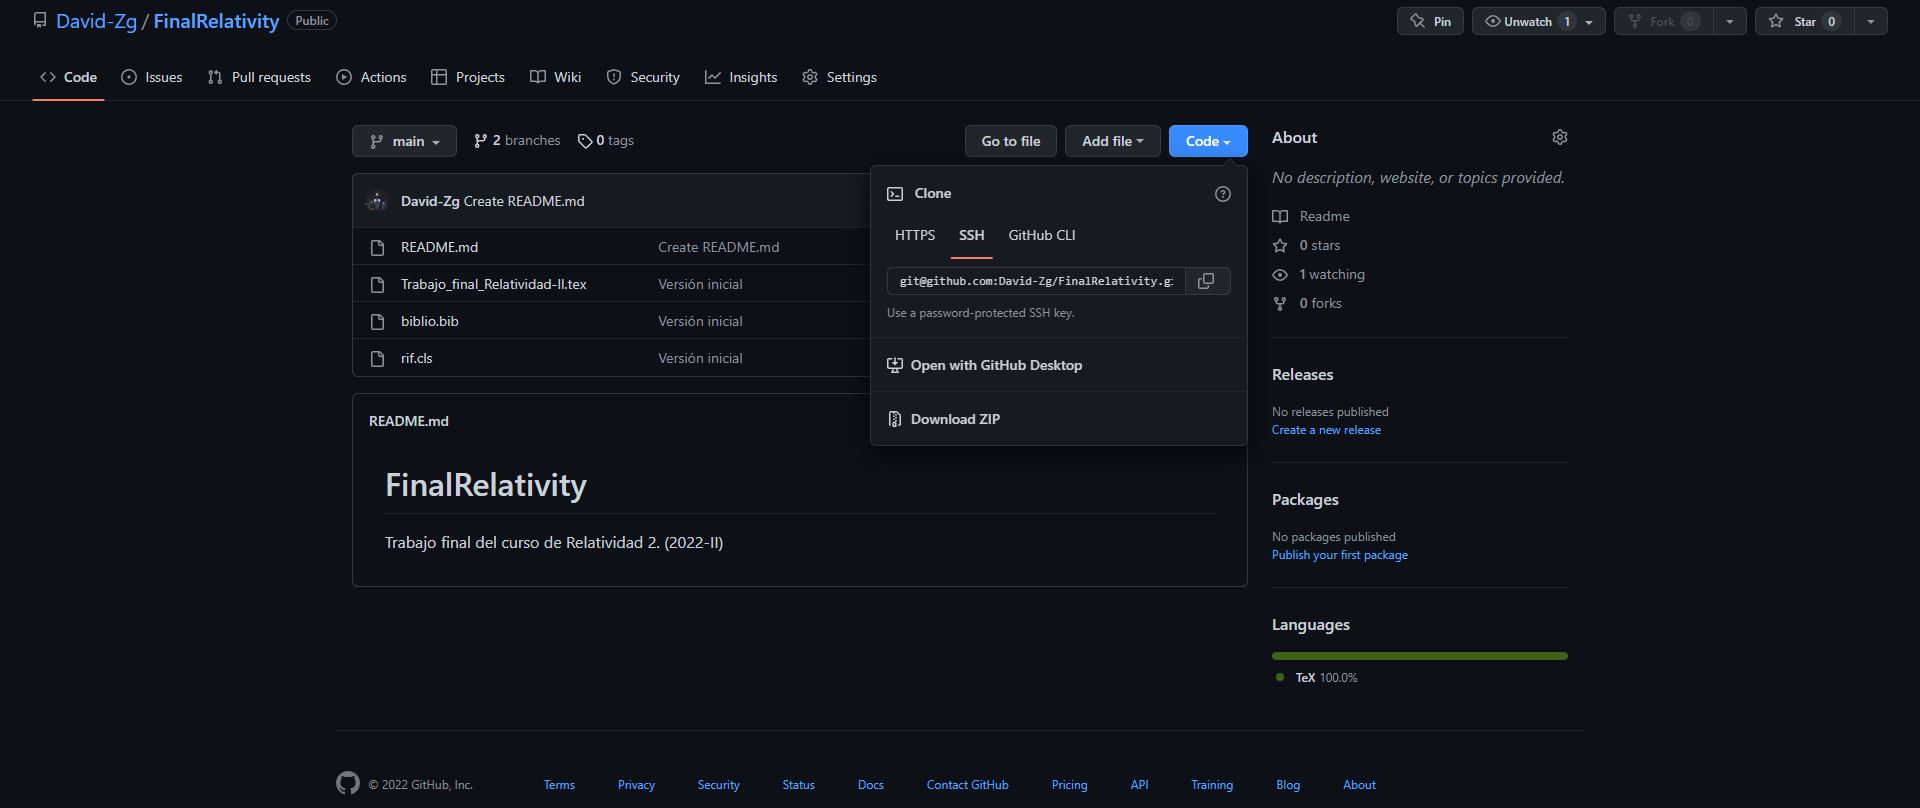 David-Zg / FinalRelativity Public
Pin Unwatch 1 Fork 0 Star 0
Code Issues Pull requests Actions Projects Wiki Security Insights Settings
main 2 branches 0 tags
Go to file Add file Code
David-Zg Create README.md
README.md Create README.md
Trabajo_final_Relatividad-II.tex Versión inicial
biblio.bib Versión inicial
rif.cls Versión inicial
Clone
HTTPS SSH GitHub CLI
git@github.com:David-Zg/FinalRelativity.gi
Use a password-protected SSH key.
Open with GitHub Desktop
Download ZIP
README.md
FinalRelativity
Trabajo final del curso de Relatividad 2. (2022-II)
About
No description, website, or topics provided.
Readme
0 stars
1 watching
0 forks
Releases
No releases published
Create a new release
Packages
No packages published
Publish your first package
Languages
TeX 100.0%
© 2022 GitHub, Inc. Terms Privacy Security Status Docs Contact GitHub Pricing API Training Blog About